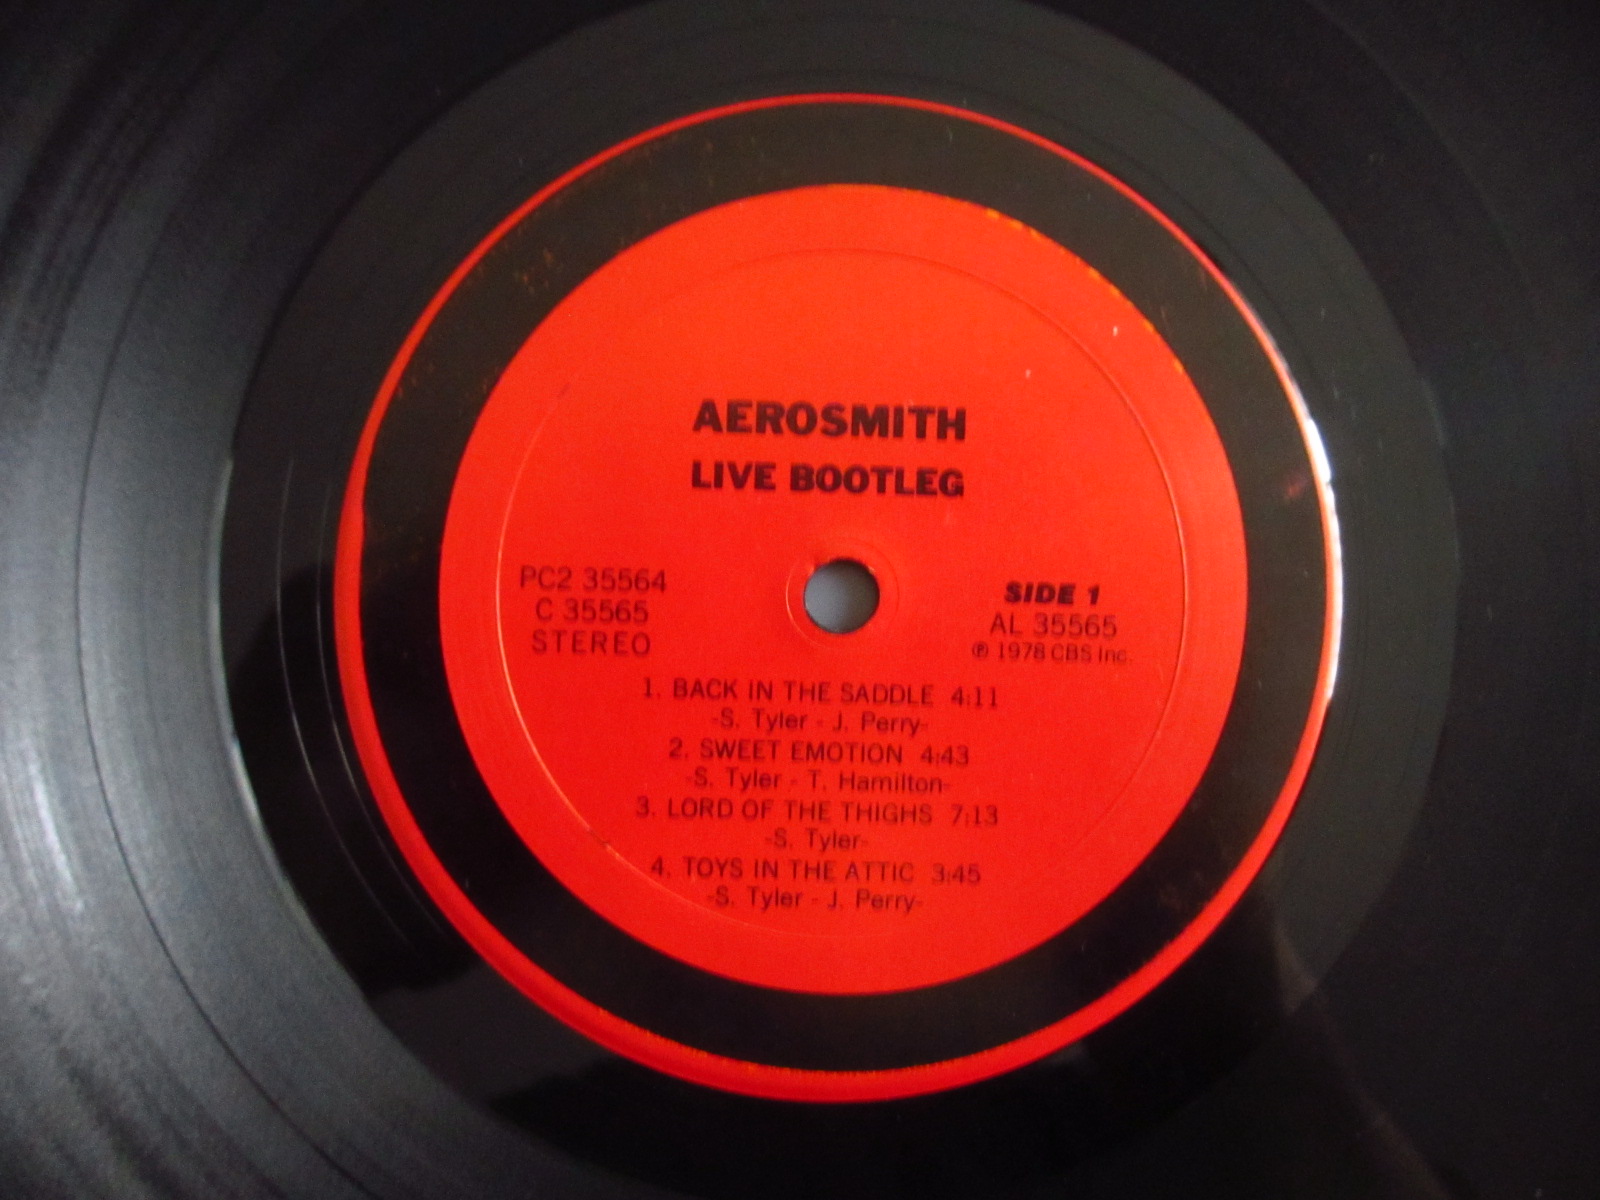 AEROSMITH
LIVE BOOTLEG
PC2 35564
C 35565
STEREO
SIDE 1
AL 35565
℗ 1978 CBS Inc.
1. BACK IN THE SADDLE 4:11
-S. Tyler - J. Perry-
2. SWEET EMOTION 4:43
-S. Tyler - T. Hamilton-
3. LORD OF THE THIGHS 7:13
-S. Tyler-
4. TOYS IN THE ATTIC 3:45
-S. Tyler - J. Perry-